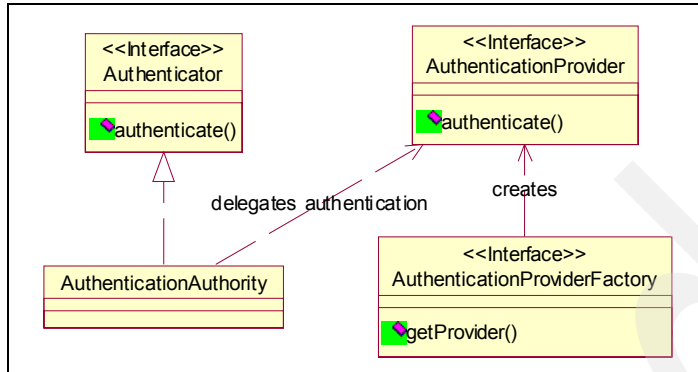 <<Interface>>
Authenticator
authenticate()
<<Interface>>
AuthenticationProvider
authenticate()
delegates authentication
creates
AuthenticationAuthority
<<Interface>>
AuthenticationProviderFactory
getProvider()